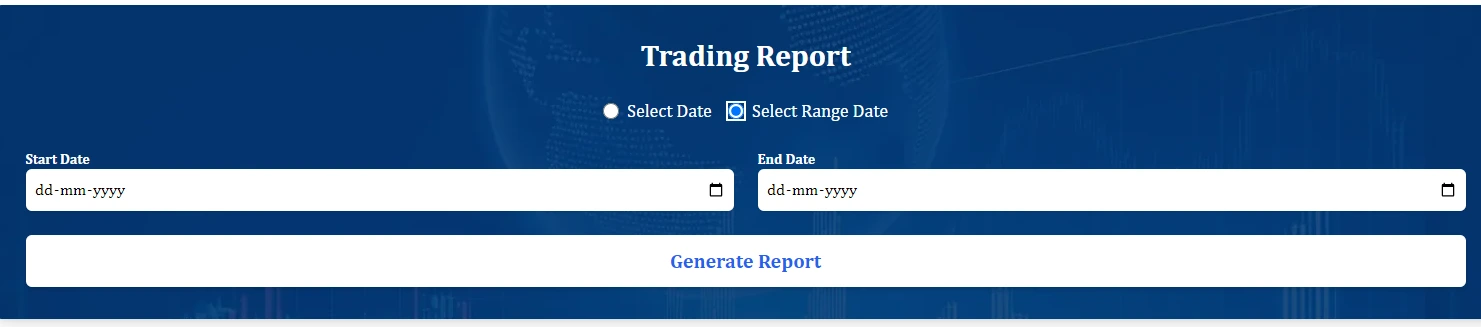 Trading Report
Select Date Select Range Date
Start Date End Date
dd-mm-yyyy dd-mm-yyyy
Generate Report